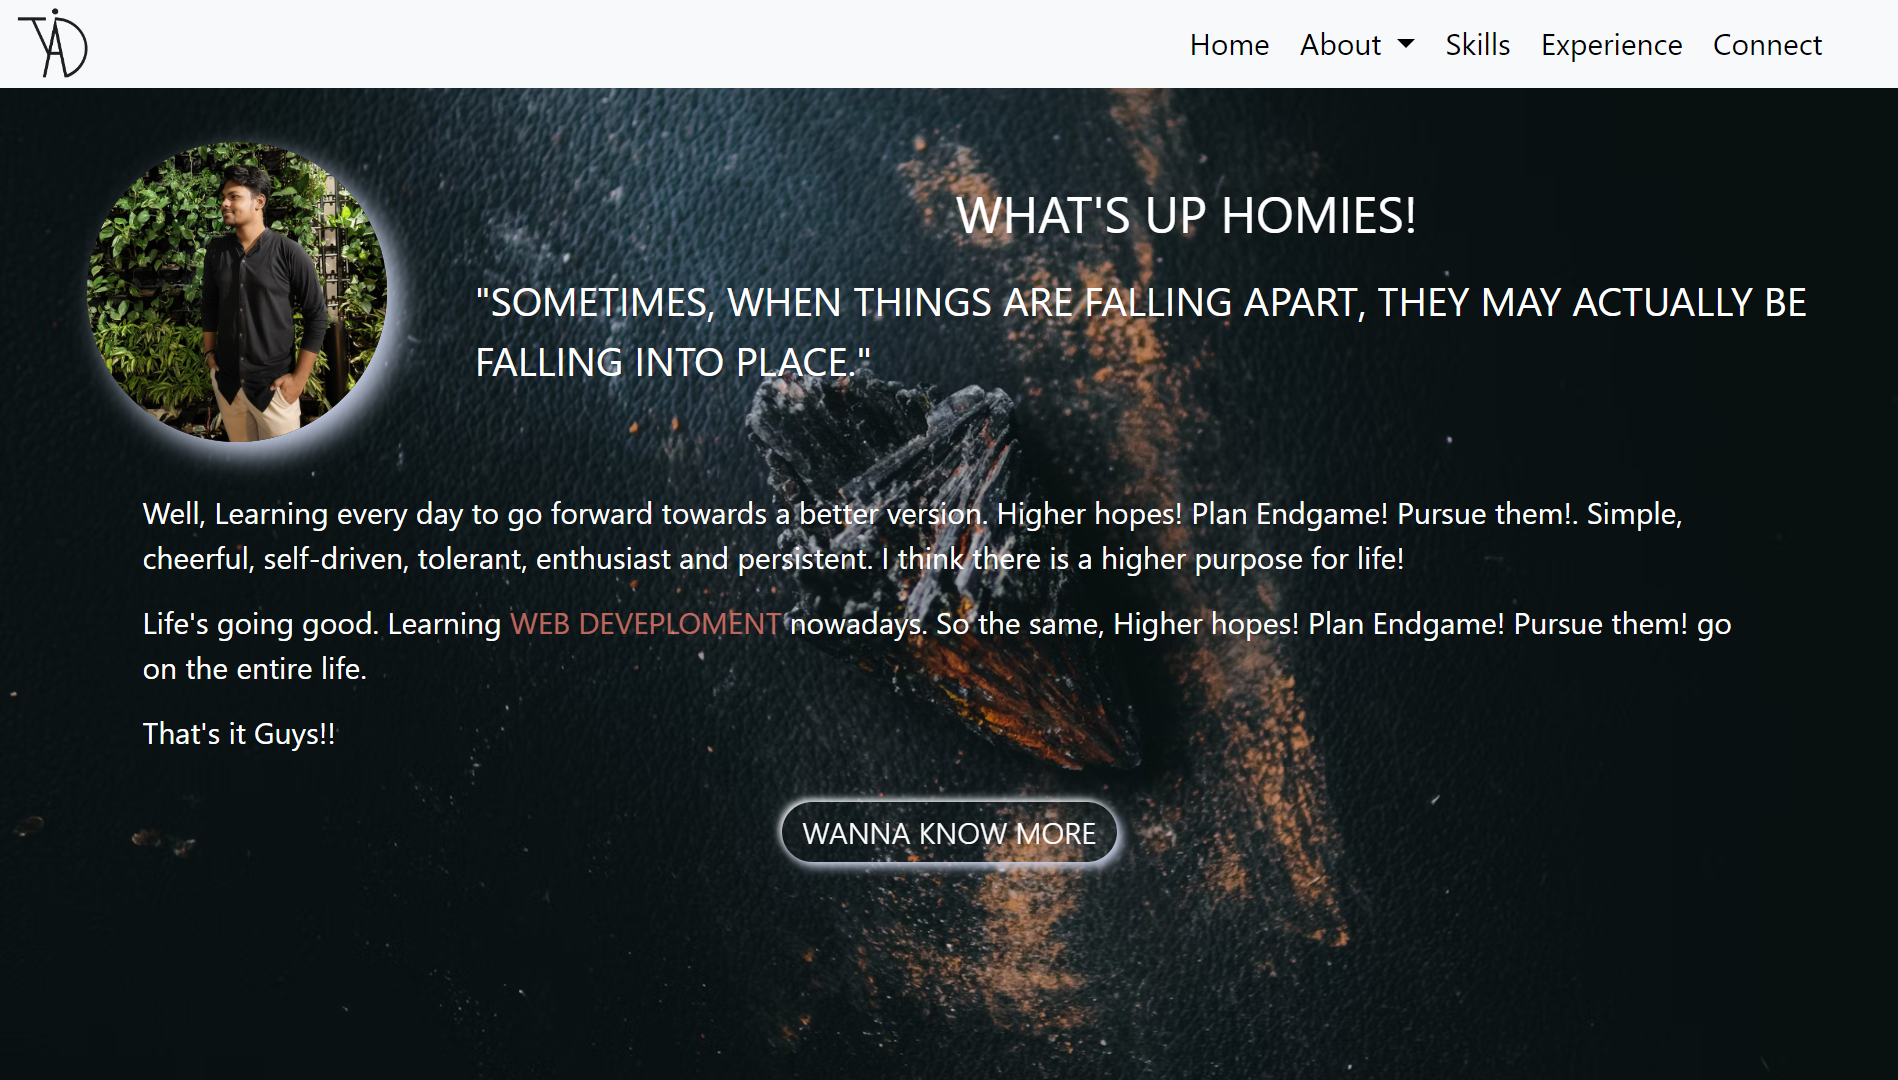 TAD
Home About Skills Experience Connect
WHAT'S UP HOMIES!
"SOMETIMES, WHEN THINGS ARE FALLING APART, THEY MAY ACTUALLY BE
FALLING INTO PLACE."
Well, Learning every day to go forward towards a better version. Higher hopes! Plan Endgame! Pursue them!. Simple,
cheerful, self-driven, tolerant, enthusiast and persistent. I think there is a higher purpose for life!
Life's going good. Learning WEB DEVEPLOMENT nowadays. So the same, Higher hopes! Plan Endgame! Pursue them! go
on the entire life.
That's it Guys!!
WANNA KNOW MORE